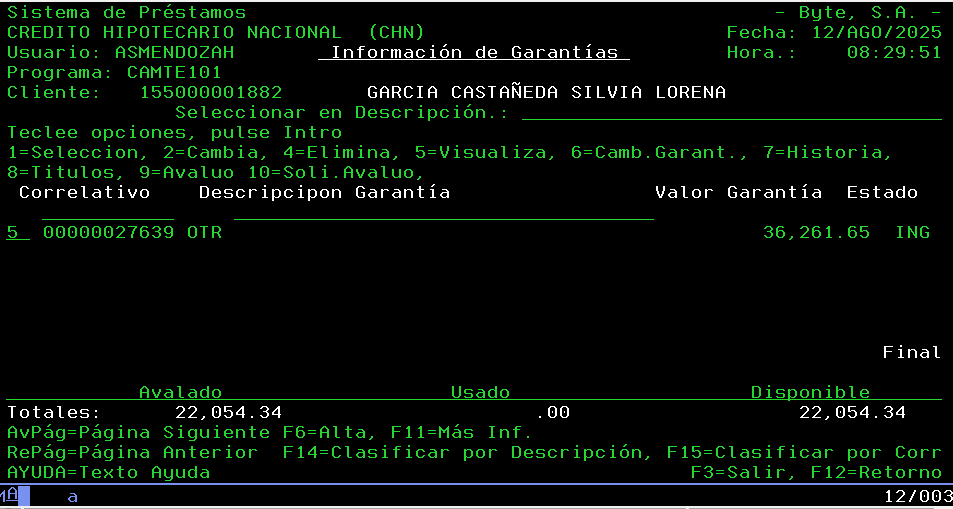 Sistema de Préstamos - Byte, S.A. -
CREDITO HIPOTECARIO NACIONAL (CHN) Fecha: 12/AGO/2025
Usuario: ASMENDOZAH Información de Garantías Hora.: 08:29:51
Programa: CAMTE101
Cliente: 155000001882 GARCIA CASTAÑEDA SILVIA LORENA
Seleccionar en Descripción.:
Teclee opciones, pulse Intro
1=Seleccion, 2=Cambia, 4=Elimina, 5=Visualiza, 6=Camb.Garant., 7=Historia,
8=Titulos, 9=Avaluo 10=Soli.Avaluo,
Correlativo Descripcipon Garantía Valor Garantía Estado
5 00000027639 OTR 36,261.65 ING
Final
Avalado Usado Disponible
Totales: 22,054.34 .00 22,054.34
AvPág=Página Siguiente F6=Alta, F11=Más Inf.
RePág=Página Anterior F14=Clasificar por Descripción, F15=Clasificar por Corr
AYUDA=Texto Ayuda F3=Salir, F12=Retorno
MA a 12/003